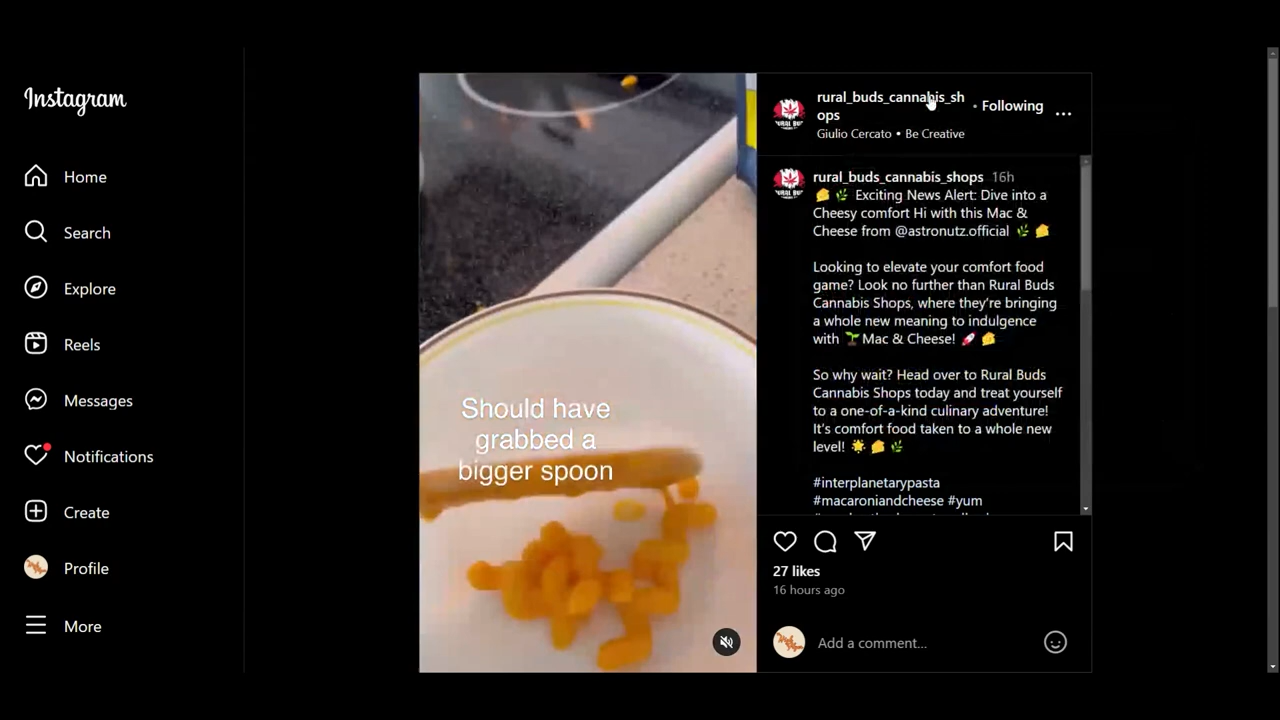 Instagram
Home
Search
Explore
Reels
Messages
Notifications
Create
Profile
More
Should have
grabbed a
bigger spoon
rural_buds_cannabis_sh
ops
• Following
Giulio Cercato • Be Creative
rural_buds_cannabis_shops 16h
🧀 🌿 Exciting News Alert: Dive into a
Cheesy comfort Hi with this Mac &
Cheese from @astronutz.official 🌿 🧀
Looking to elevate your comfort food
game? Look no further than Rural Buds
Cannabis Shops, where they're bringing
a whole new meaning to indulgence
with 🌱 Mac & Cheese! 🚀 🧀
So why wait? Head over to Rural Buds
Cannabis Shops today and treat yourself
to a one-of-a-kind culinary adventure!
It's comfort food taken to a whole new
level! 🌟 🧀 🌿
#interplanetarypasta
#macaroniandcheese #yum
27 likes
16 hours ago
Add a comment...